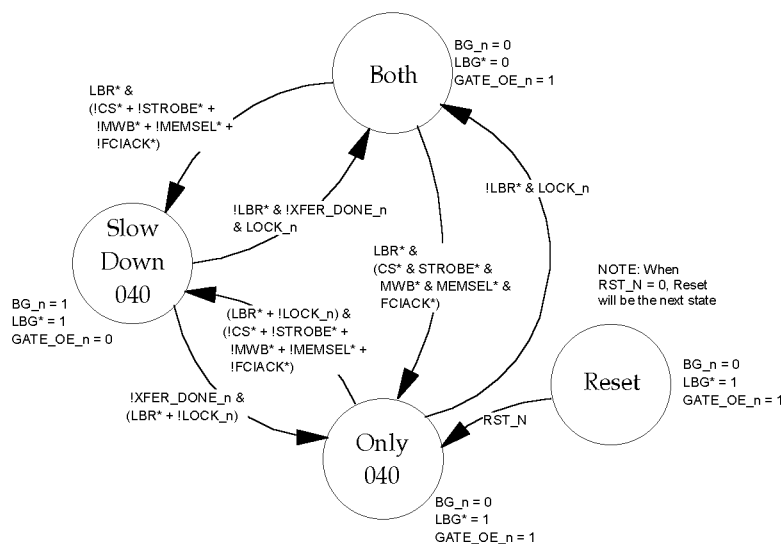 Both
BG_n = 0
LBG* = 0
GATE_OE_n = 1
LBR* &
(!CS* + !STROBE* +
!MWB* + !MEMSEL* +
!FCIACK*)
!LBR* & !XFER_DONE_n
& LOCK_n
!LBR* & LOCK_n
Slow
Down
040
BG_n = 1
LBG* = 1
GATE_OE_n = 0
LBR* &
(CS* & STROBE* &
MWB* & MEMSEL* &
FCIACK*)
NOTE: When
RST_N = 0, Reset
will be the next state
(LBR* + !LOCK_n) &
(!CS* + !STROBE* +
!MWB* + !MEMSEL* +
!FCIACK*)
Reset
BG_n = 0
LBG* = 1
GATE_OE_n = 1
!XFER_DONE_n &
(LBR* + !LOCK_n)
RST_N
Only
040
BG_n = 0
LBG* = 1
GATE_OE_n = 1